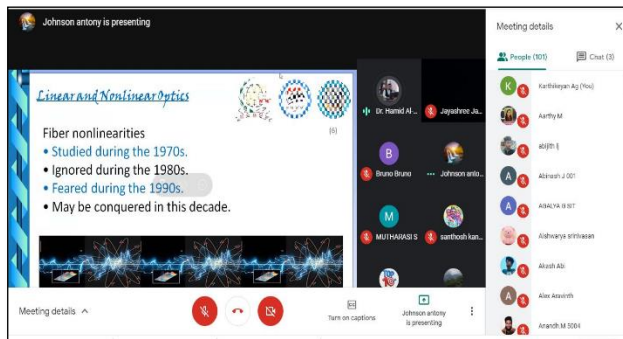 Johnson antony is presenting
Linear and Nonlinear Optics
(6)
Fiber nonlinearities
• Studied during the 1970s.
• Ignored during the 1980s.
• Feared during the 1990s.
• May be conquered in this decade.
Dr. Hamid Al-...
Jayashree Ja...
B
Bruno Bruno
Johnson anto...
M
MUTHARASI S
santhosh kan...
TOP
Meeting details
Turn on captions
Johnson antony
is presenting
Meeting details
People (101)
Chat (3)
K
Karthikeyan Ag (You)
Aarthy M
abijith lj
A
Abinash J 001
A
Aishwarya srinivasan
Akash Abi
A
Alex Aravinth
Anandh M 5004